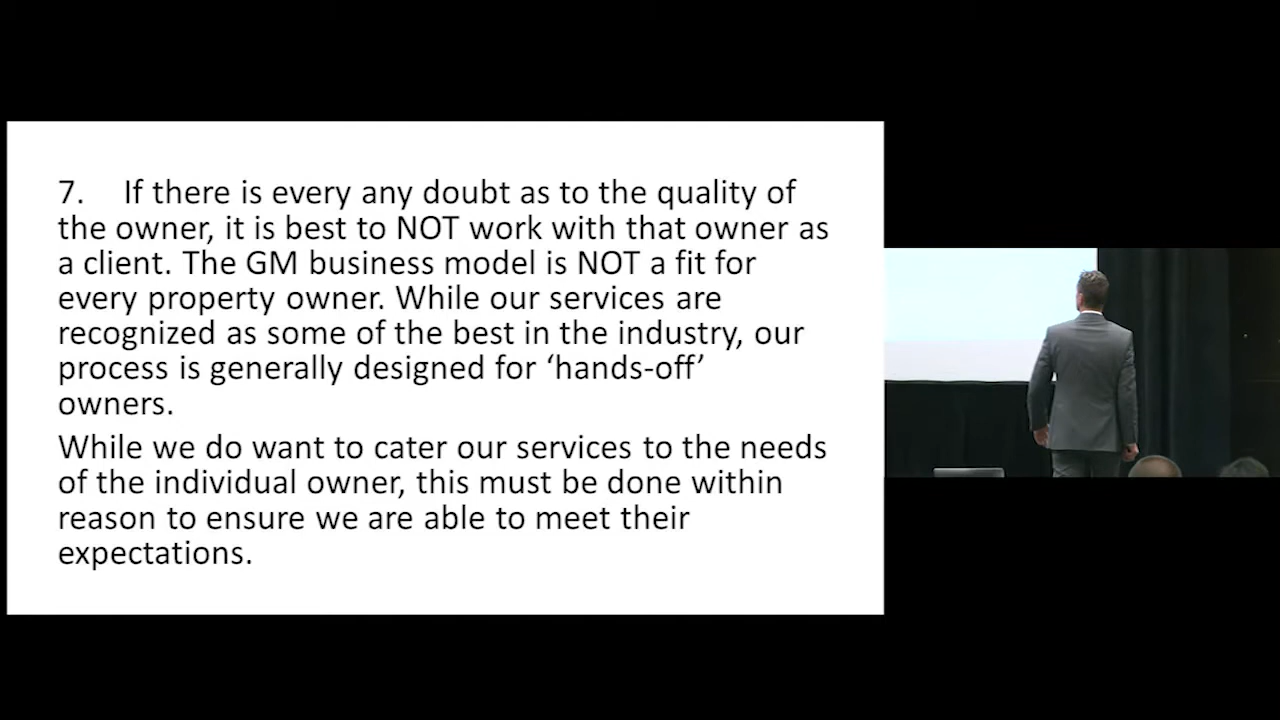 7. If there is every any doubt as to the quality of
the owner, it is best to NOT work with that owner as
a client. The GM business model is NOT a fit for
every property owner. While our services are
recognized as some of the best in the industry, our
process is generally designed for ‘hands-off’
owners.
While we do want to cater our services to the needs
of the individual owner, this must be done within
reason to ensure we are able to meet their
expectations.